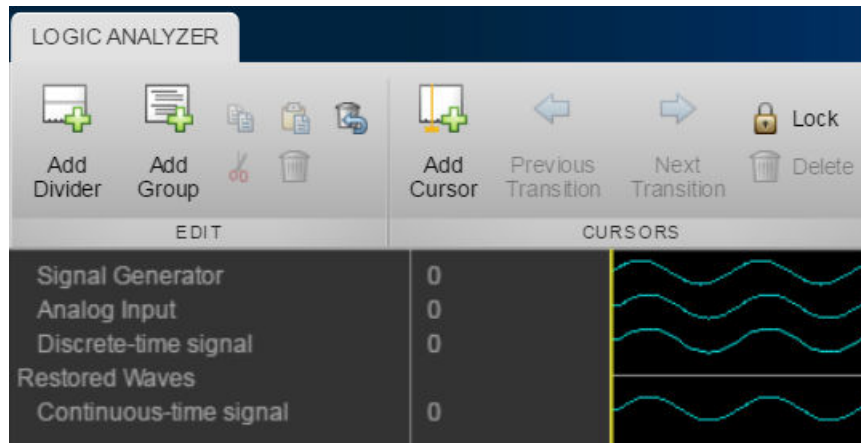 LOGIC ANALYZER
Add Divider
Add Group
Add Cursor
Previous Transition
Next Transition
Lock
Delete
EDIT
CURSORS
Signal Generator 0
Analog Input 0
Discrete-time signal 0
Restored Waves
Continuous-time signal 0